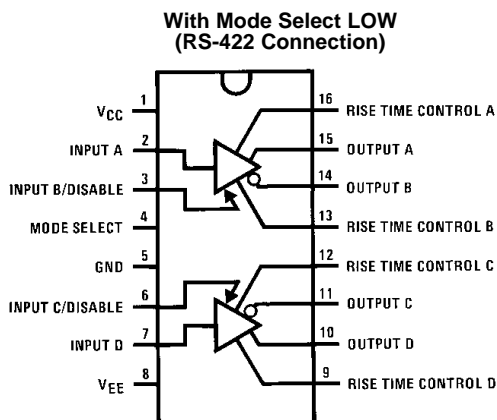 With Mode Select LOW
(RS-422 Connection)
1
VCC
16
RISE TIME CONTROL A
2
INPUT A
15
OUTPUT A
3
INPUT B/DISABLE
14
OUTPUT B
4
MODE SELECT
13
RISE TIME CONTROL B
5
GND
12
RISE TIME CONTROL C
6
INPUT C/DISABLE
11
OUTPUT C
7
INPUT D
10
OUTPUT D
8
VEE
9
RISE TIME CONTROL D